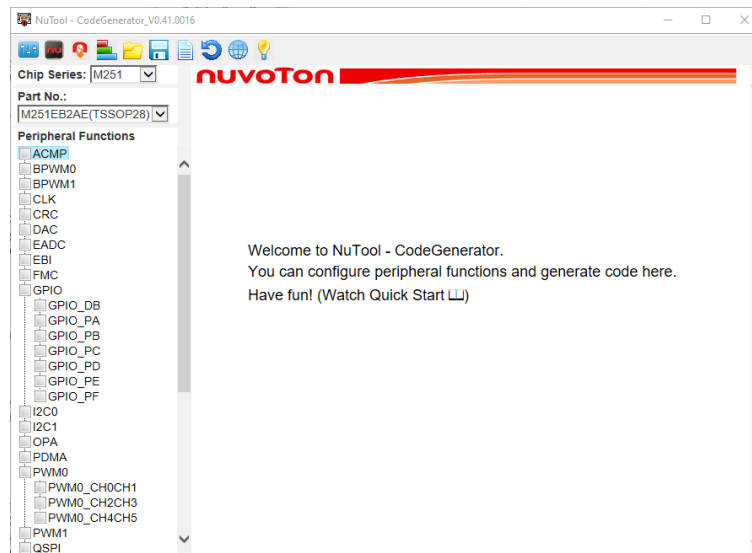 NuTool - CodeGenerator_V0.41.0016
nu
Chip Series: M251
nuvoTon
Part No.:
M251EB2AE(TSSOP28)
Peripheral Functions
ACMP
BPWM0
BPWM1
CLK
CRC
DAC
EADC
EBI
FMC
GPIO
GPIO_DB
GPIO_PA
GPIO_PB
GPIO_PC
GPIO_PD
GPIO_PE
GPIO_PF
I2C0
I2C1
OPA
PDMA
PWM0
PWM0_CH0CH1
PWM0_CH2CH3
PWM0_CH4CH5
PWM1
QSPI
Welcome to NuTool - CodeGenerator.
You can configure peripheral functions and generate code here.
Have fun! (Watch Quick Start)